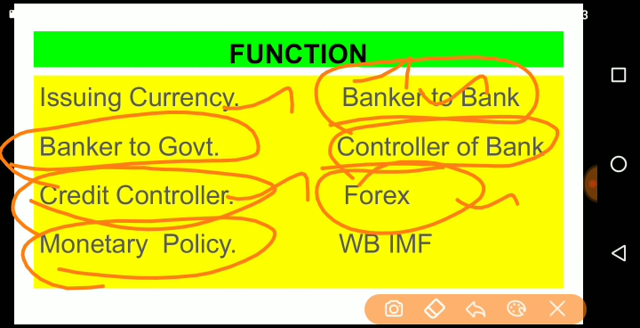 FUNCTION
Issuing Currency.
Banker to Bank
Banker to Govt.
Controller of Bank
Credit Controller.
Forex
Monetary Policy.
WB IMF
3